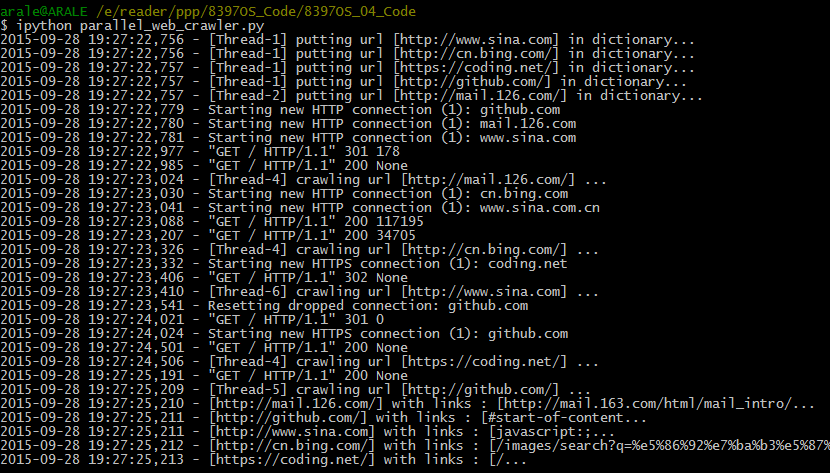 arale@ARALE /e/reader/ppp/8397OS_Code/8397OS_04_Code
$ ipython parallel_web_crawler.py
2015-09-28 19:27:22,756 - [Thread-1] putting url [http://www.sina.com] in dictionary...
2015-09-28 19:27:22,756 - [Thread-1] putting url [http://cn.bing.com/] in dictionary...
2015-09-28 19:27:22,757 - [Thread-1] putting url [https://coding.net/] in dictionary...
2015-09-28 19:27:22,757 - [Thread-1] putting url [http://github.com/] in dictionary...
2015-09-28 19:27:22,757 - [Thread-2] putting url [http://mail.126.com/] in dictionary...
2015-09-28 19:27:22,779 - Starting new HTTP connection (1): github.com
2015-09-28 19:27:22,780 - Starting new HTTP connection (1): mail.126.com
2015-09-28 19:27:22,781 - Starting new HTTP connection (1): www.sina.com
2015-09-28 19:27:22,977 - "GET / HTTP/1.1" 301 178
2015-09-28 19:27:22,985 - "GET / HTTP/1.1" 200 None
2015-09-28 19:27:23,024 - [Thread-4] crawling url [http://mail.126.com/] ...
2015-09-28 19:27:23,030 - Starting new HTTP connection (1): cn.bing.com
2015-09-28 19:27:23,041 - Starting new HTTP connection (1): www.sina.com.cn
2015-09-28 19:27:23,088 - "GET / HTTP/1.1" 200 117195
2015-09-28 19:27:23,207 - "GET / HTTP/1.1" 200 34705
2015-09-28 19:27:23,326 - [Thread-4] crawling url [http://cn.bing.com/] ...
2015-09-28 19:27:23,332 - Starting new HTTPS connection (1): coding.net
2015-09-28 19:27:23,406 - "GET / HTTP/1.1" 302 None
2015-09-28 19:27:23,410 - [Thread-6] crawling url [http://www.sina.com] ...
2015-09-28 19:27:23,541 - Resetting dropped connection: github.com
2015-09-28 19:27:24,021 - "GET / HTTP/1.1" 301 0
2015-09-28 19:27:24,024 - Starting new HTTPS connection (1): github.com
2015-09-28 19:27:24,501 - "GET / HTTP/1.1" 200 None
2015-09-28 19:27:24,506 - [Thread-4] crawling url [https://coding.net/] ...
2015-09-28 19:27:25,191 - "GET / HTTP/1.1" 200 None
2015-09-28 19:27:25,209 - [Thread-5] crawling url [http://github.com/] ...
2015-09-28 19:27:25,210 - [http://mail.126.com/] with links : [http://mail.163.com/html/mail_intro/...
2015-09-28 19:27:25,211 - [http://github.com/] with links : [#start-of-content...
2015-09-28 19:27:25,211 - [http://www.sina.com] with links : [javascript:;...
2015-09-28 19:27:25,212 - [http://cn.bing.com/] with links : [/images/search?q=%e5%86%92%e7%ba%b3%e5%87%
2015-09-28 19:27:25,213 - [https://coding.net/] with links : [/...